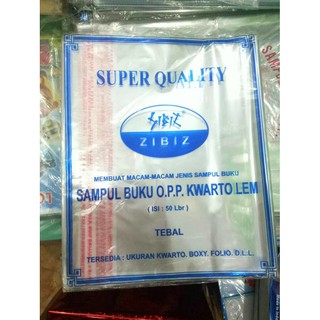 SUPER QUALITY
SIBIZ
ZIBIZ
MEMBUAT MACAM-MACAM JENIS SAMPUL BUKU
SAMPUL BUKU O.P.P. KWARTO LEM
( ISI : 50 Lbr )
TEBAL
TERSEDIA : UKURAN KWARTO. BOXY. FOLIO. D.L.L.